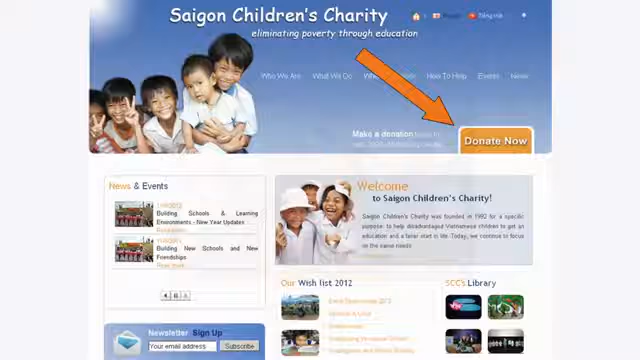 Saigon Children's Charity
eliminating poverty through education
Tiếng Việt
Who We Are What We Do How To Help Events News
Make a donation
Donate Now
News & Events
Welcome
to Saigon Children's Charity!
Building Schools & Learning
Environments - New Year Updates
Building New Schools and New
Friendships
Read more
Saigon Children's Charity was founded in 1992 for a specific
purpose: to help disadvantaged Vietnamese children to get an
education and a fairer start in life. Today, we continue to focus
on the same needs
Our Wish list 2012
SCC's Library
Newsletter Sign Up
Your email address Subscribe